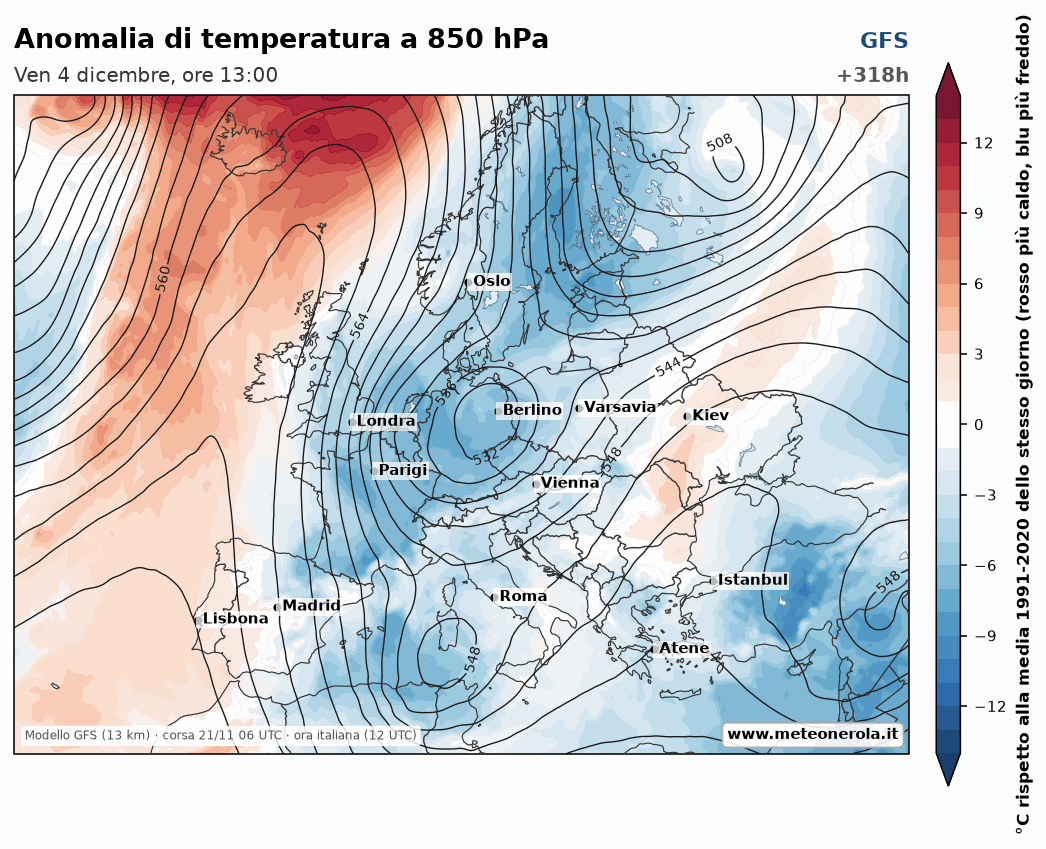 Anomalia di temperatura a 850 hPa
GFS
Ven 4 dicembre, ore 13:00
+318h
508
560
Oslo
564
544
536
Berlino
Varsavia
Kiev
Londra
532
548
Parigi
Vienna
Istanbul
548
Roma
Madrid
Lisbona
Atene
548
Modello GFS (13 km) · corsa 21/11 06 UTC · ora italiana (12 UTC)
www.meteonerola.it
12
9
6
3
0
−3
−6
−9
−12
°C rispetto alla media 1991-2020 dello stesso giorno (rosso più caldo, blu più freddo)